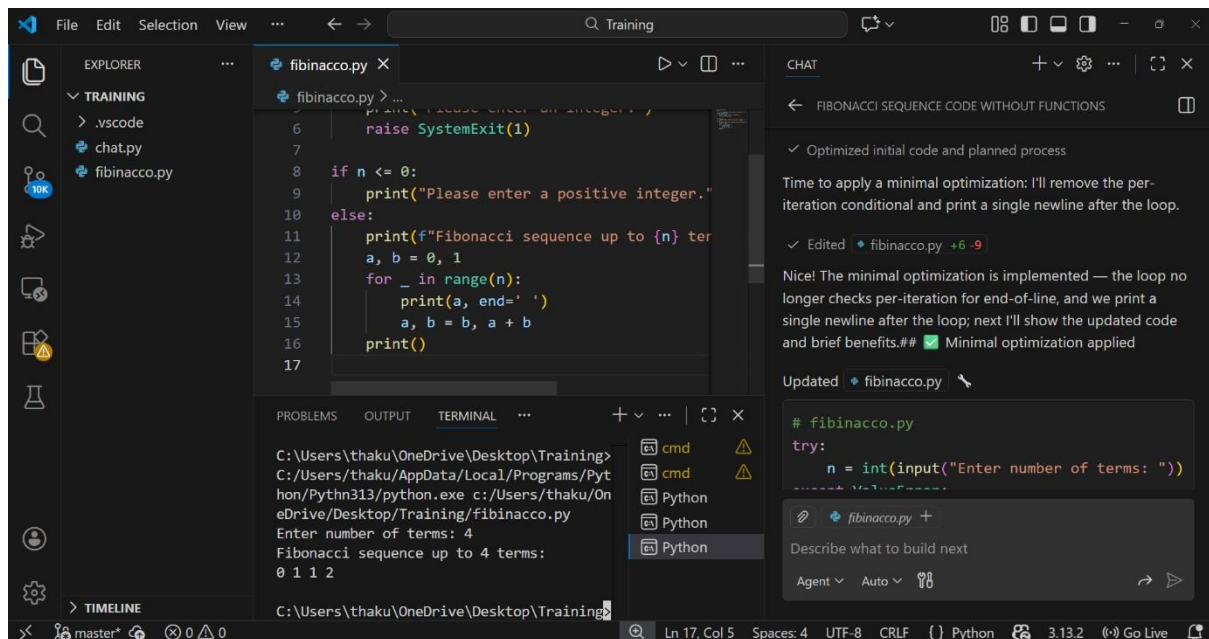 File Edit Selection View ··· Training
EXPLORER ···
TRAINING
.vscode
chat.py
fibinacco.py
10K
TIMELINE
fibinacco.py
fibinacco.py > ...
5 print("Please enter an integer.")
6 raise SystemExit(1)
7
8 if n <= 0:
9 print("Please enter a positive integer."
10 else:
11 print(f"Fibonacci sequence up to {n} ter
12 a, b = 0, 1
13 for _ in range(n):
14 print(a, end=' ')
15 a, b = b, a + b
16 print()
17
PROBLEMS OUTPUT TERMINAL ···
C:\Users\thaku\OneDrive\Desktop\Training>
C:/Users/thaku/AppData/Local/Programs/Pyt
hon/Pythn313/python.exe c:/Users/thaku/On
eDrive/Desktop/Training/fibinacco.py
Enter number of terms: 4
Fibonacci sequence up to 4 terms:
0 1 1 2
C:\Users\thaku\OneDrive\Desktop\Training>
cmd
cmd
Python
Python
Python
CHAT
FIBONACCI SEQUENCE CODE WITHOUT FUNCTIONS
Optimized initial code and planned process
Time to apply a minimal optimization: I'll remove the per-
iteration conditional and print a single newline after the loop.
Edited fibinacco.py +6 -9
Nice! The minimal optimization is implemented — the loop no
longer checks per-iteration for end-of-line, and we print a
single newline after the loop; next I'll show the updated code
and brief benefits.## ✅ Minimal optimization applied
Updated fibinacco.py
# fibinacco.py
try:
n = int(input("Enter number of terms: "))
except ValueError:
fibinacco.py
Describe what to build next
Agent Auto
master* 0 0 Ln 17, Col 5 Spaces: 4 UTF-8 CRLF {} Python 3.13.2 Go Live